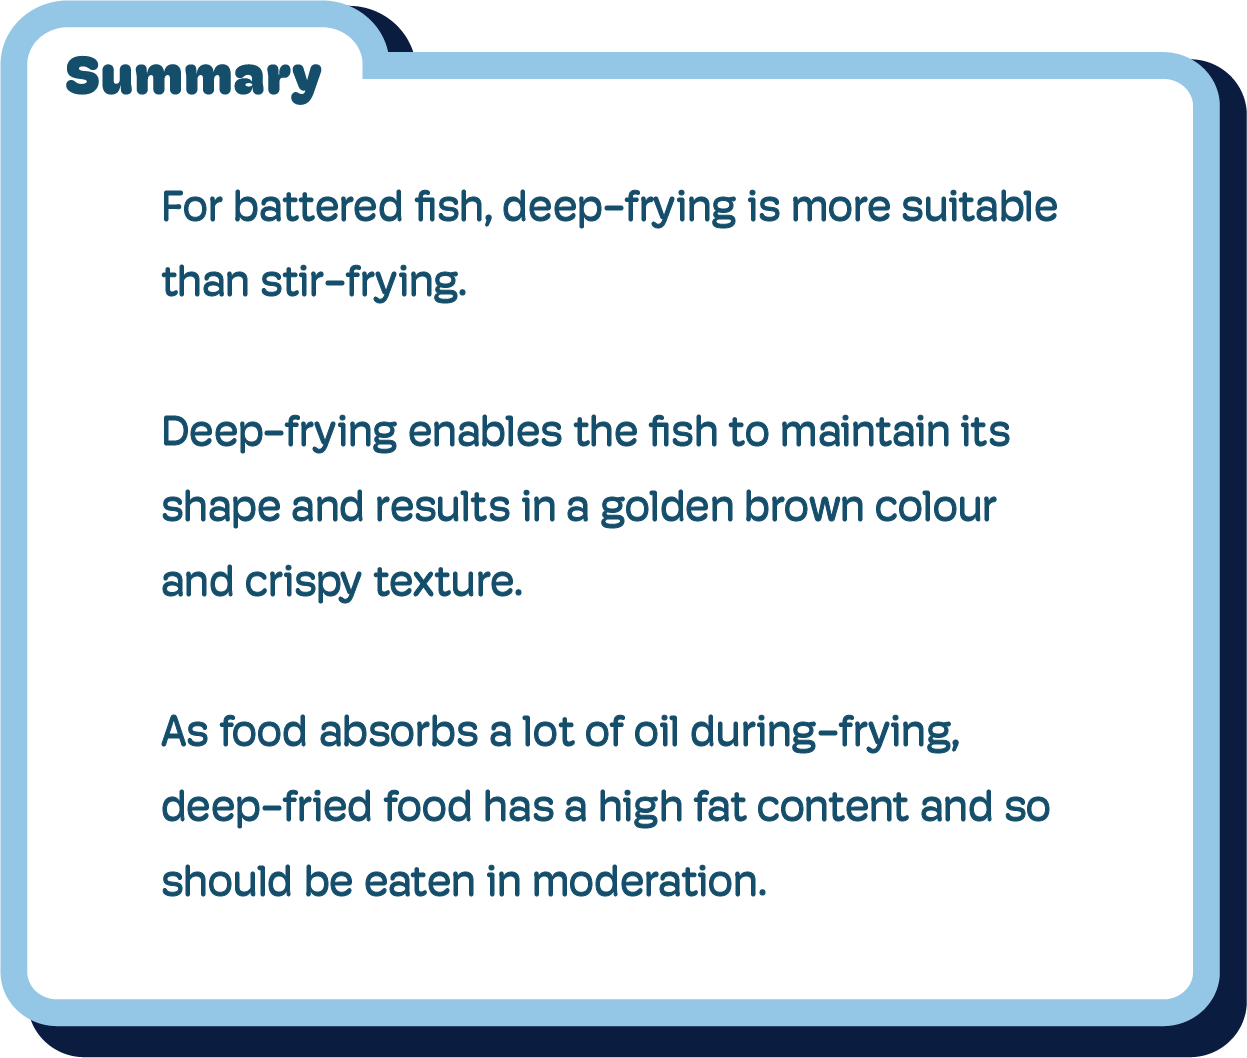 Summary
For battered fish, deep-frying is more suitable
than stir-frying.
Deep-frying enables the fish to maintain its
shape and results in a golden brown colour
and crispy texture.
As food absorbs a lot of oil during-frying,
deep-fried food has a high fat content and so
should be eaten in moderation.